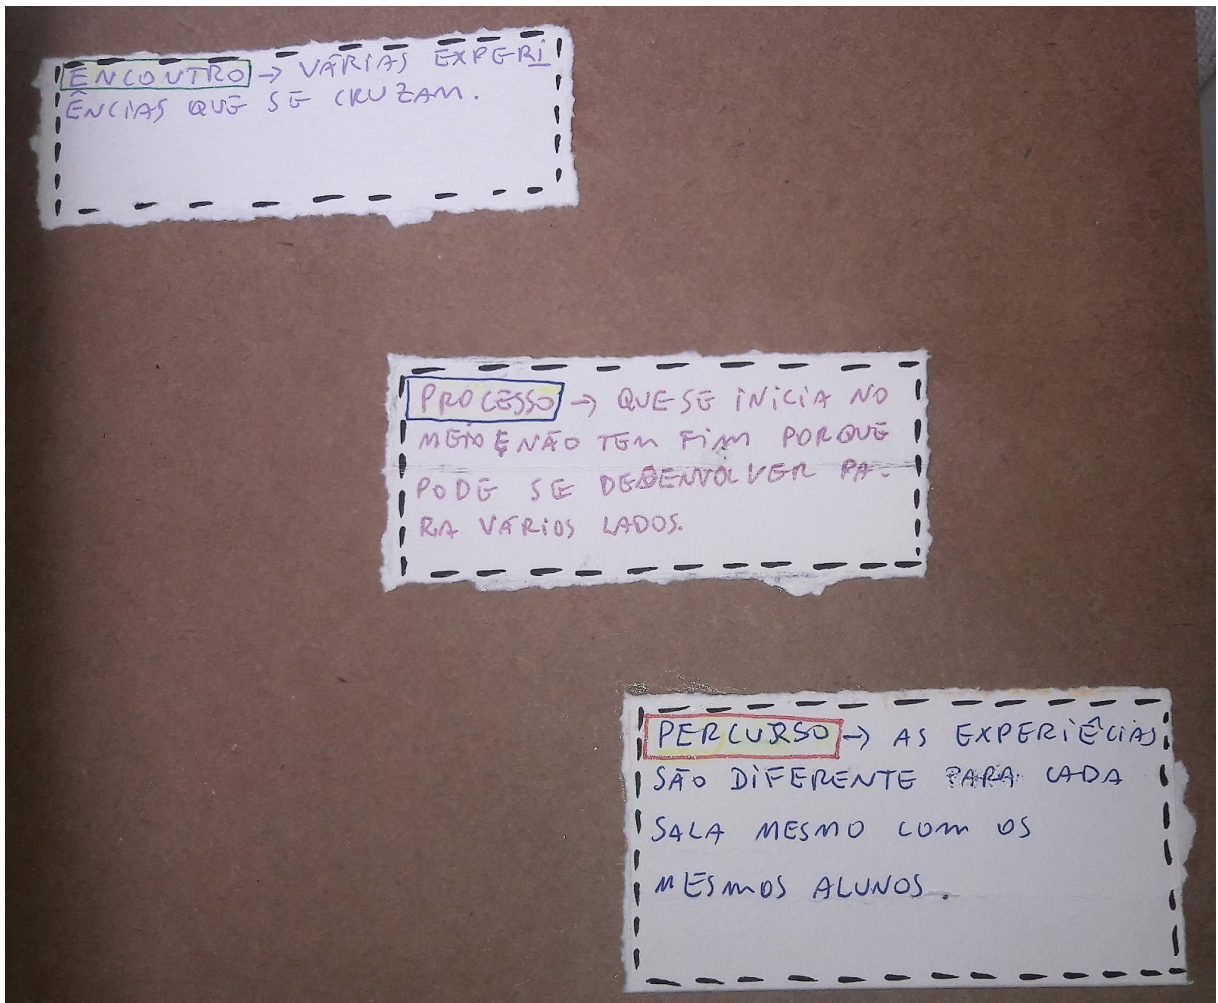 ENCONTRO → VÁRIAS EXPERI
ÊNCIAS QUE SE CRUZAM.
PROCESSO → QUE SE INICIA NO
MEIO E NÃO TEM FIM PORQUE
PODE SE DESENVOLVER PA-
RA VÁRIOS LADOS.
PERCURSO → AS EXPERIÊCIAS
SÃO DIFERENTE PARA CADA
SALA MESMO COM OS
MESMOS ALUNOS.